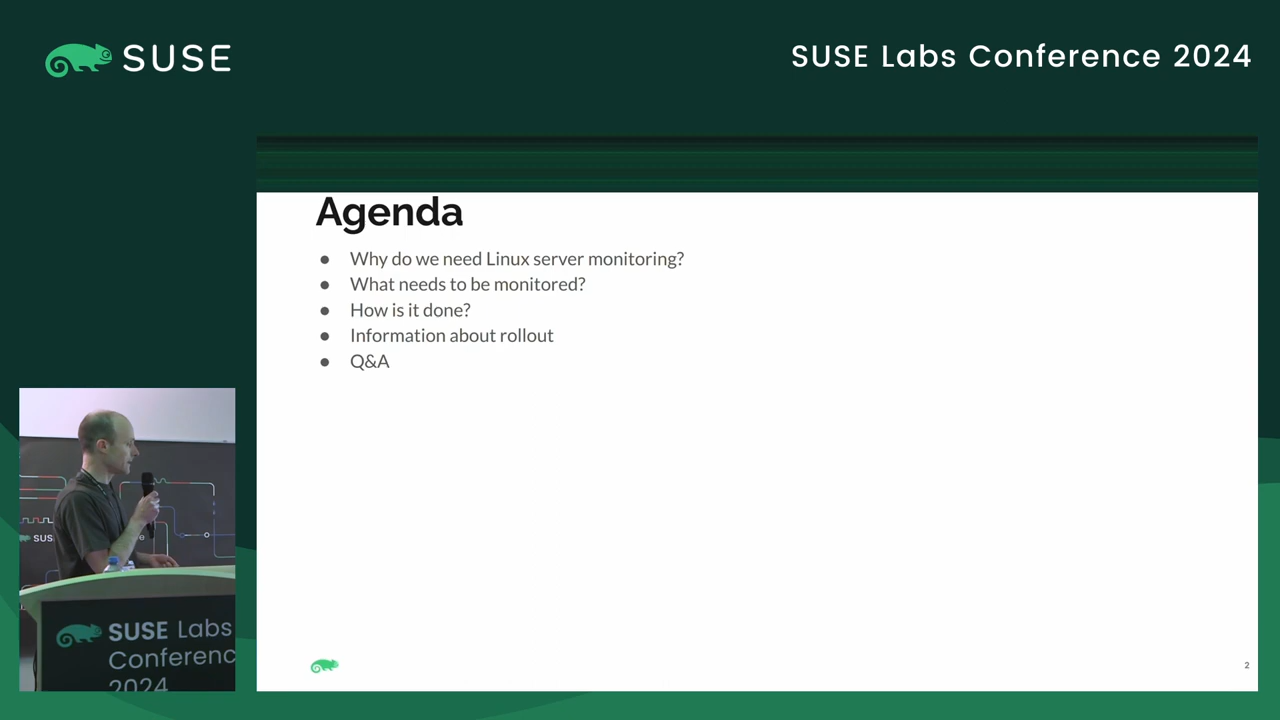 SUSE
SUSE Labs Conference 2024
Agenda
● Why do we need Linux server monitoring?
● What needs to be monitored?
● How is it done?
● Information about rollout
● Q&A
SUS
e
SUSE Labs
Conferenc
2024
2